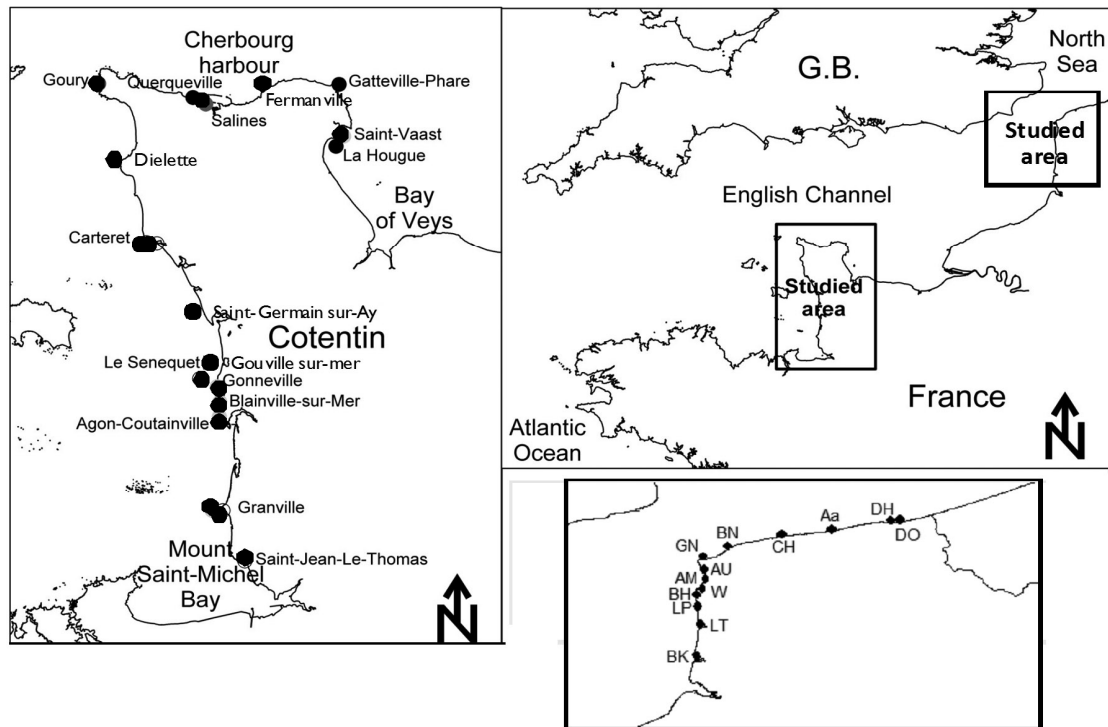 Cherbourg
harbour
Goury
Querqueville
Gatteville-Phare
Fermanville
Salines
Saint-Vaast
La Hougue
Dielette
Bay
of Veys
Carteret
Saint-Germain sur-Ay
Cotentin
Le Senequet
Gouville sur-mer
Gonneville
Blainville-sur-Mer
Agon-Coutainville
Granville
Mount
Saint-Michel
Bay
Saint-Jean-Le-Thomas
N
G.B.
North
Sea
Studied
area
English Channel
Studied
area
France
Atlantic
Ocean
N
Aa
DH
BN
CH
DO
GN
AU
AM
W
BH
LP
LT
BK